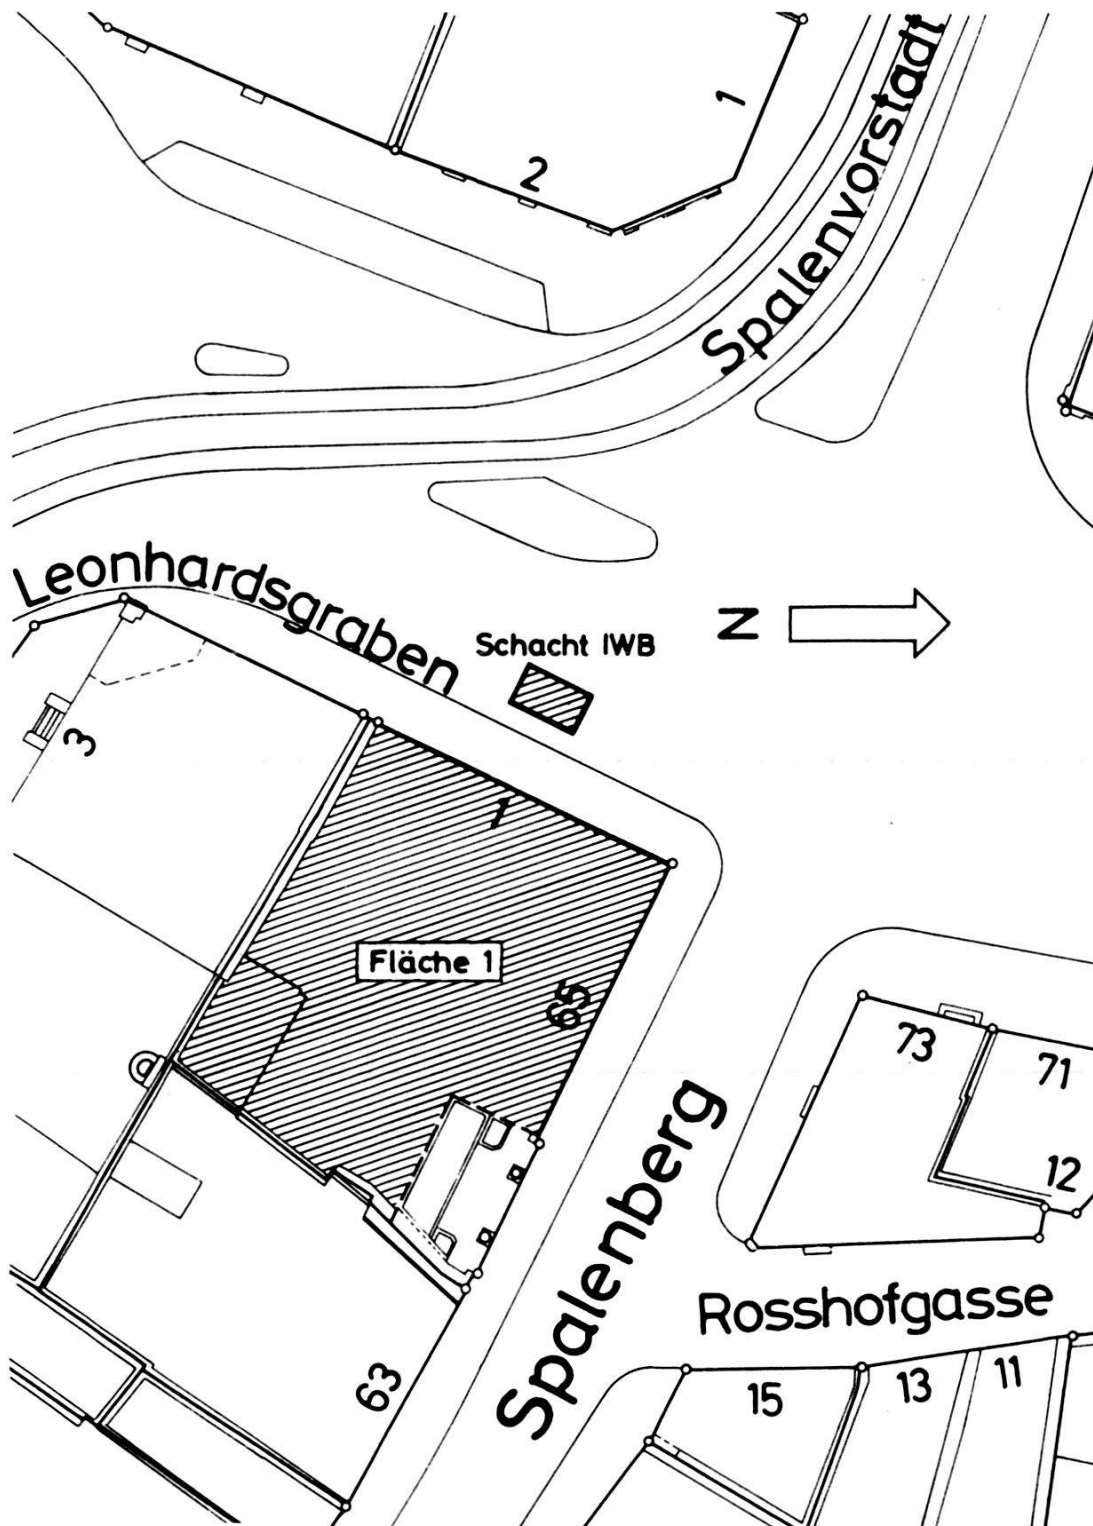 1
2
Spalenvorstadt
Leonhardsgraben
Schacht IWB
N
3
1
Fläche 1
65
73
71
12
Spalenberg
Rosshofgasse
63
15
13
11